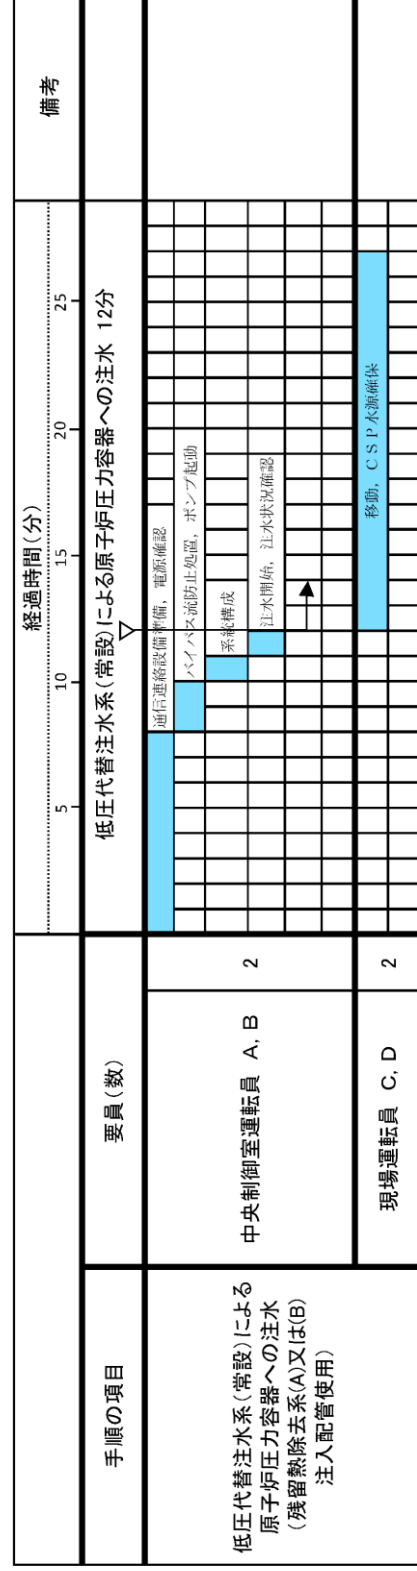 経過時間(分)
備考
5
10
15
20
25
手順の項目
要員(数)
低圧代替注水系(常設)による原子炉圧力容器への注水 12分
低圧代替注水系(常設)による
原子炉圧力容器への注水
(残留熱除去系(A)又は(B)
注入配管使用)
中央制御室運転員 A, B
2
通信連絡設備準備, 電源確認
バイパス流防止処置, ポンプ起動
系統構成
注水開始, 注水状況確認
現場運転員 C, D
2
移動, CSP水源確保